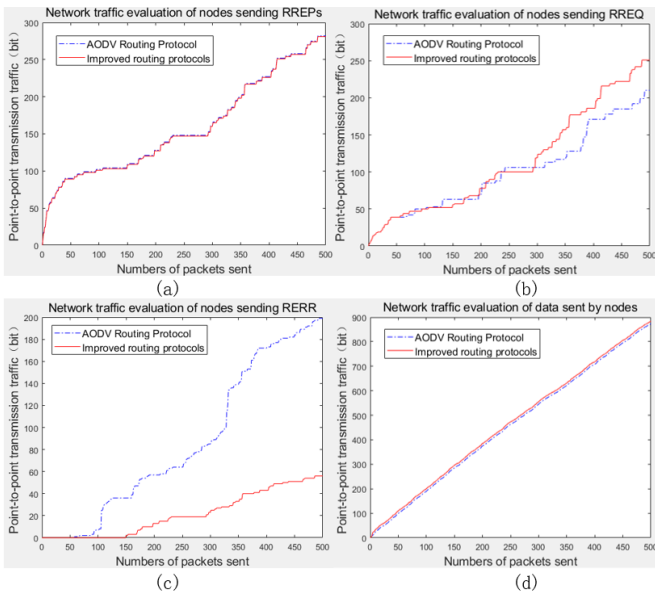 Network traffic evaluation of nodes sending RREPs
Point-to-point transmission traffic（bit）
300
250
200
150
100
50
0
AODV Routing Protocol
Improved routing protocols
0 50 100 150 200 250 300 350 400 450 500
Numbers of packets sent
(a)
Network traffic evaluation of nodes sending RREQ
Point-to-point transmission traffic（bit）
300
250
200
150
100
50
0
AODV Routing Protocol
Improved routing protocols
0 50 100 150 200 250 300 350 400 450 500
Numbers of packets sent
(b)
Network traffic evaluation of nodes sending RERR
Point-to-point transmission traffic（bit）
200
180
160
140
120
100
80
60
40
20
0
AODV Routing Protocol
Improved routing protocols
0 50 100 150 200 250 300 350 400 450 500
Numbers of packets sent
(c)
Network traffic evaluation of data sent by nodes
Point-to-point transmission traffic（bit）
900
800
700
600
500
400
300
200
100
0
AODV Routing Protocol
Improved routing protocols
0 50 100 150 200 250 300 350 400 450 500
Numbers of packets sent
(d)